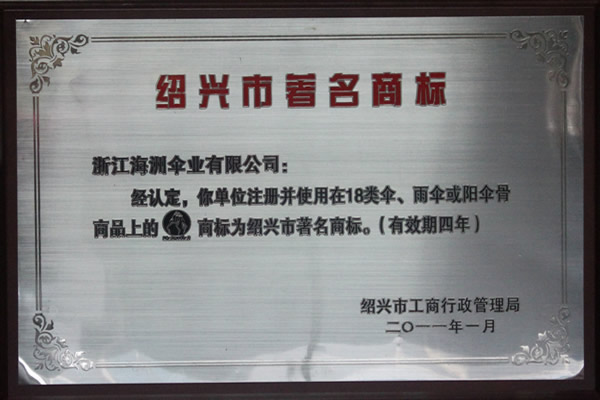 绍兴市著名商标
浙江海洲伞业有限公司：
经认定，你单位注册并使用在18类伞、雨伞或阳伞骨
商品上的 商标为绍兴市著名商标。（有效期四年）
绍兴市工商行政管理局
二〇一一年一月